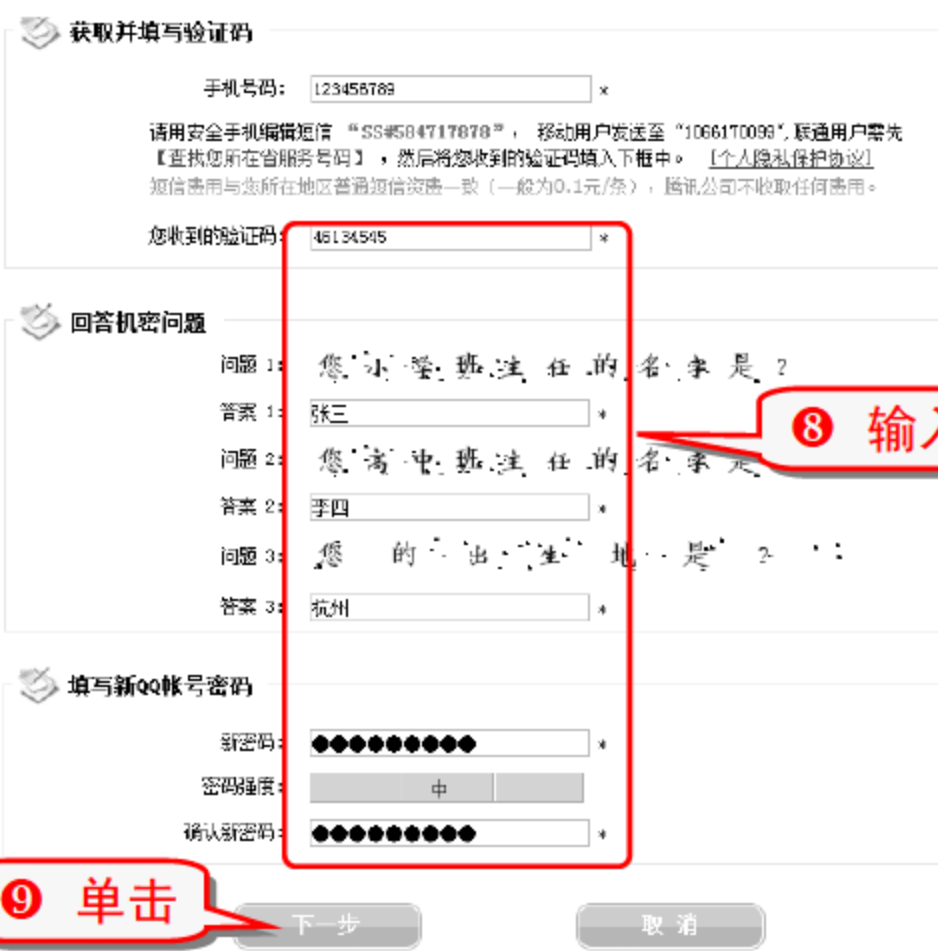 获取并填写验证码
手机号码： 123456789 *
请用安全手机编辑短信 “SS#584717878”， 移动用户发送至 “1066170099”, 联通用户需先
【查找您所在省服务号码】，然后将您收到的验证码填入下框中。 [个人隐私保护协议]
短信费用与您所在地区普通短信资费一致（一般为0.1元/条），腾讯公司不收取任何费用。
您收到的验证码： 46134545 *
回答机密问题
问题 1： 您小学班主任的名字是？
答案 1： 张三 *
❽ 输入
问题 2： 您高中班主任的名字是
答案 2： 李四 *
问题 3： 您的出生地是？
答案 3： 杭州 *
填写新QQ帐号密码
新密码： ●●●●●●●●● *
密码强度： 中
确认新密码： ●●●●●●●●● *
❾ 单击
下一步 取 消